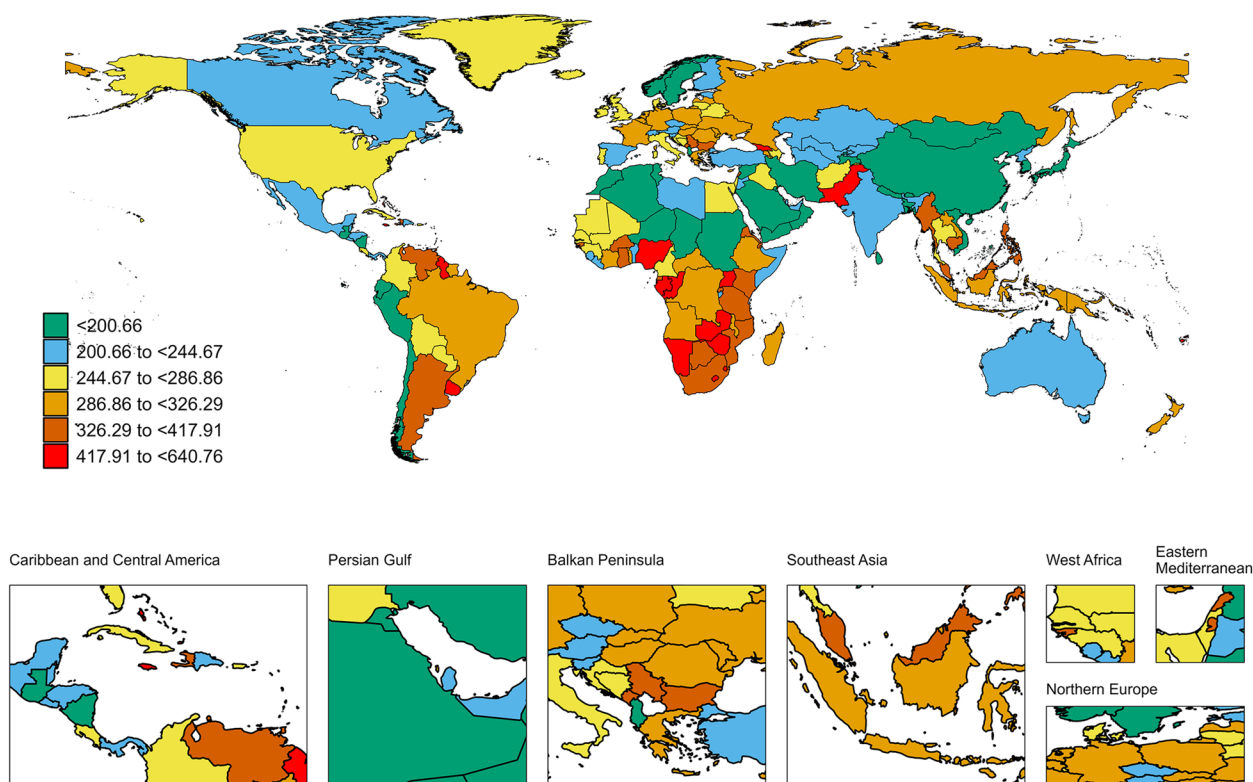 <200.66
200.66 to <244.67
244.67 to <286.86
286.86 to <326.29
326.29 to <417.91
417.91 to <640.76
Caribbean and Central America
Persian Gulf
Balkan Peninsula
Southeast Asia
West Africa
Eastern
Mediterranean
Northern Europe